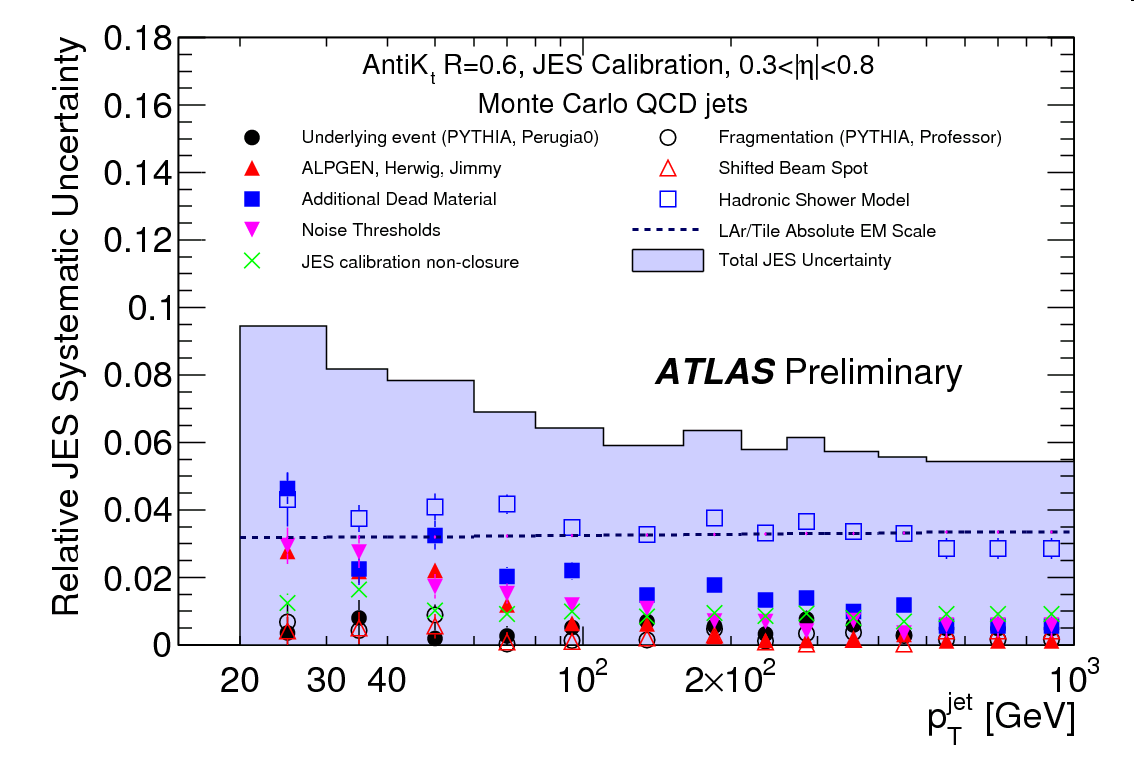 0.18
0.16
0.14
0.12
0.1
0.08
0.06
0.04
0.02
0
Relative JES Systematic Uncertainty
AntiKt R=0.6, JES Calibration, 0.3<|η|<0.8
Monte Carlo QCD jets
Underlying event (PYTHIA, Perugia0)
ALPGEN, Herwig, Jimmy
Additional Dead Material
Noise Thresholds
JES calibration non-closure
Fragmentation (PYTHIA, Professor)
Shifted Beam Spot
Hadronic Shower Model
LAr/Tile Absolute EM Scale
Total JES Uncertainty
ATLAS Preliminary
20 30 40 10² 2×10² 10³
pTjet [GeV]